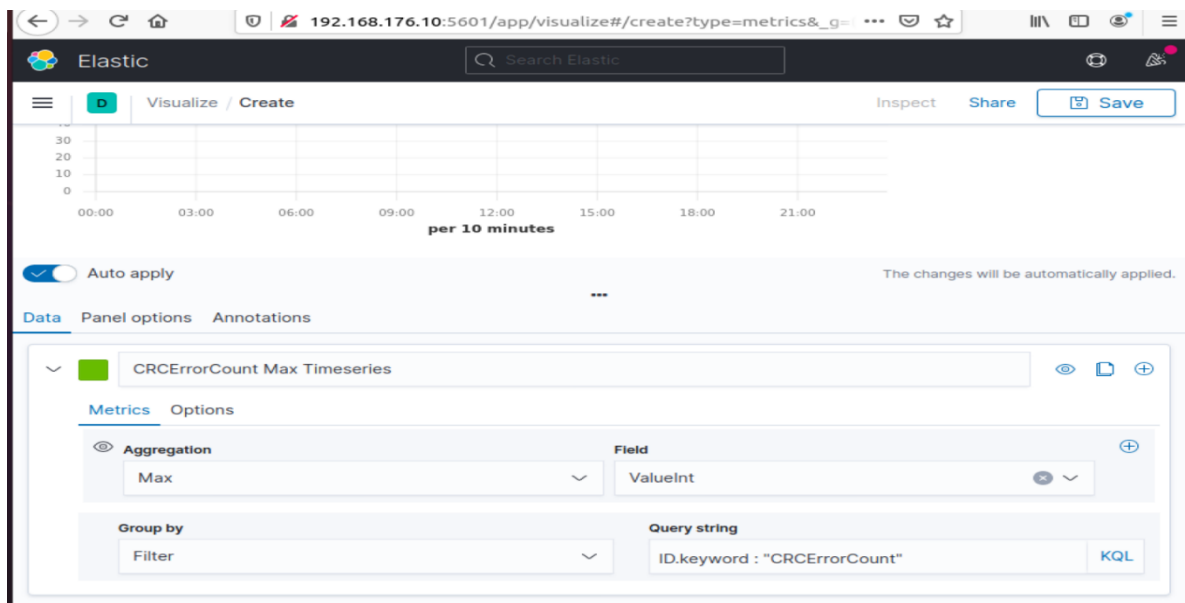 192.168.176.10:5601/app/visualize#/create?type=metrics&_g=
Elastic
Search Elastic
D Visualize / Create Inspect Share Save
30
20
10
0
00:00 03:00 06:00 09:00 12:00 15:00 18:00 21:00
per 10 minutes
Auto apply The changes will be automatically applied.
Data Panel options Annotations
CRCErrorCount Max Timeseries
Metrics Options
Aggregation Field
Max ValueInt
Group by Query string
Filter ID.keyword : "CRCErrorCount" KQL